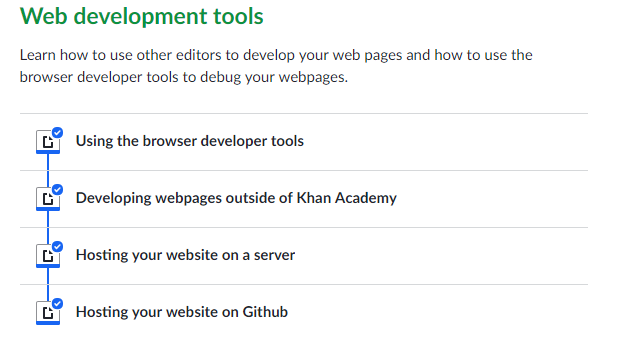 Web development tools
Learn how to use other editors to develop your web pages and how to use the
browser developer tools to debug your webpages.
Using the browser developer tools
Developing webpages outside of Khan Academy
Hosting your website on a server
Hosting your website on Github